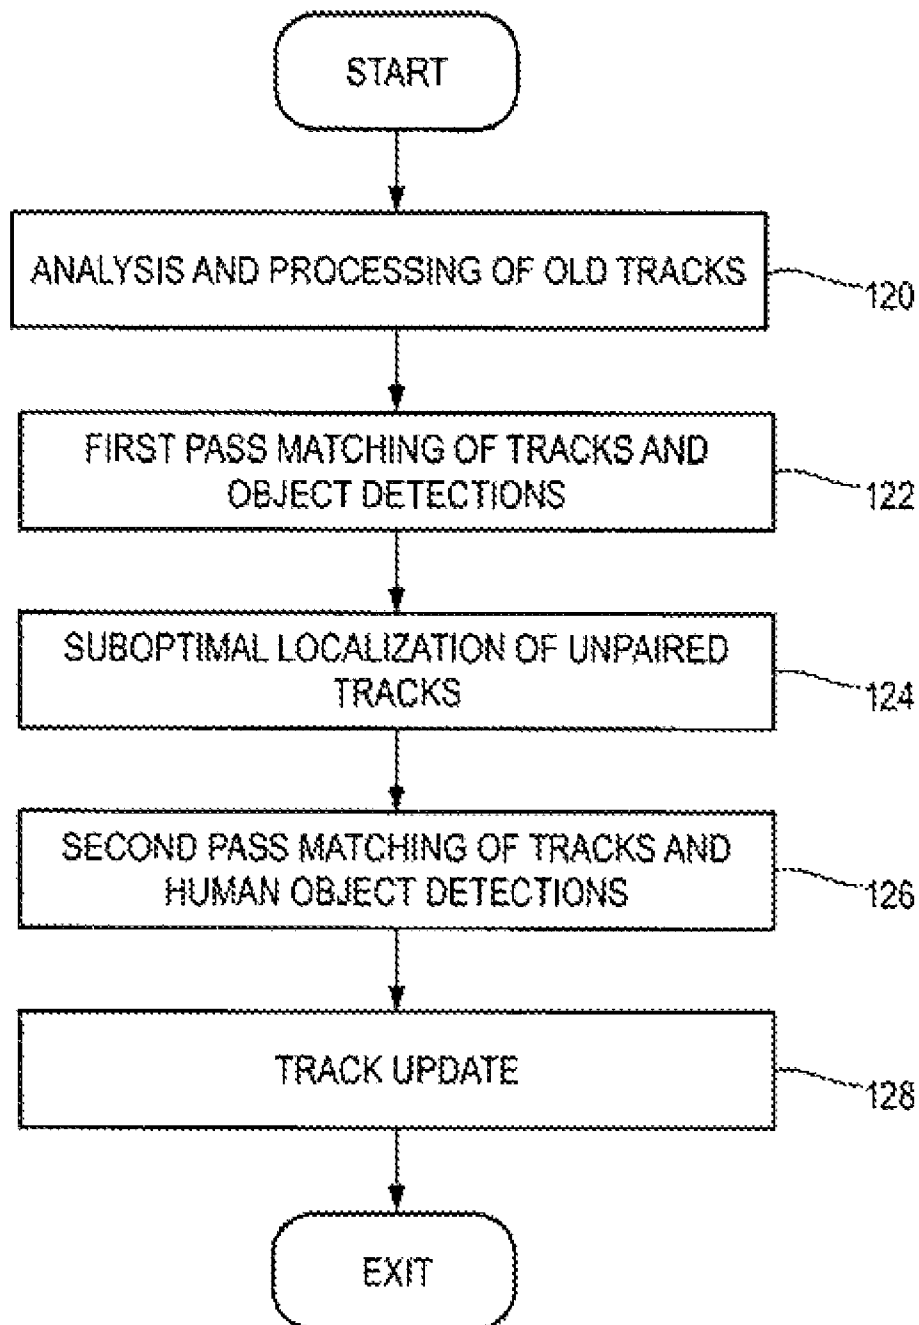 START
ANALYSIS AND PROCESSING OF OLD TRACKS
120
FIRST PASS MATCHING OF TRACKS AND
OBJECT DETECTIONS
122
SUBOPTIMAL LOCALIZATION OF UNPAIRED
TRACKS
124
SECOND PASS MATCHING OF TRACKS AND
HUMAN OBJECT DETECTIONS
126
TRACK UPDATE
128
EXIT